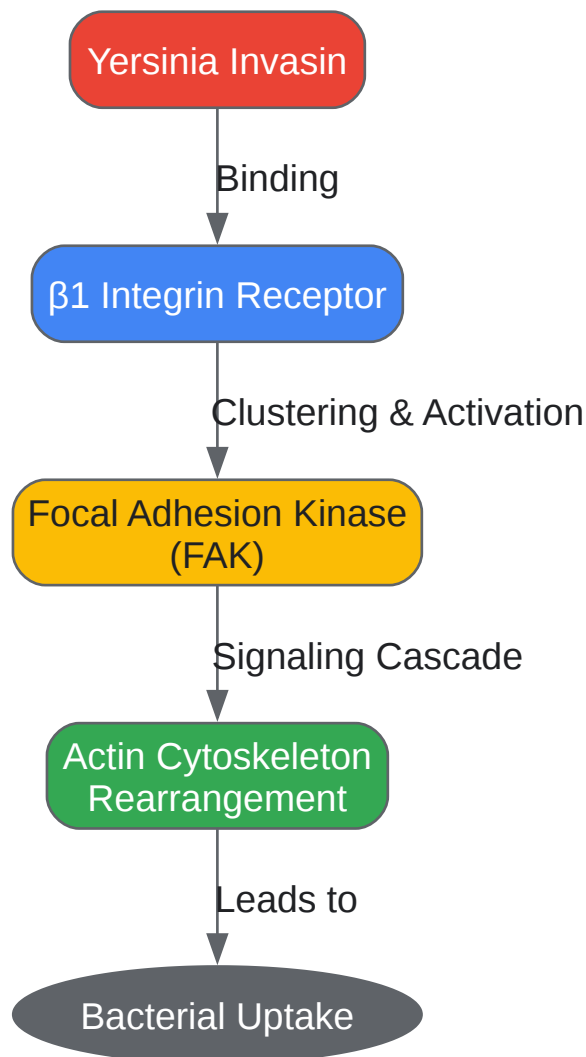 Yersinia Invasin
Binding
β1 Integrin Receptor
Clustering & Activation
Focal Adhesion Kinase
(FAK)
Signaling Cascade
Actin Cytoskeleton
Rearrangement
Leads to
Bacterial Uptake